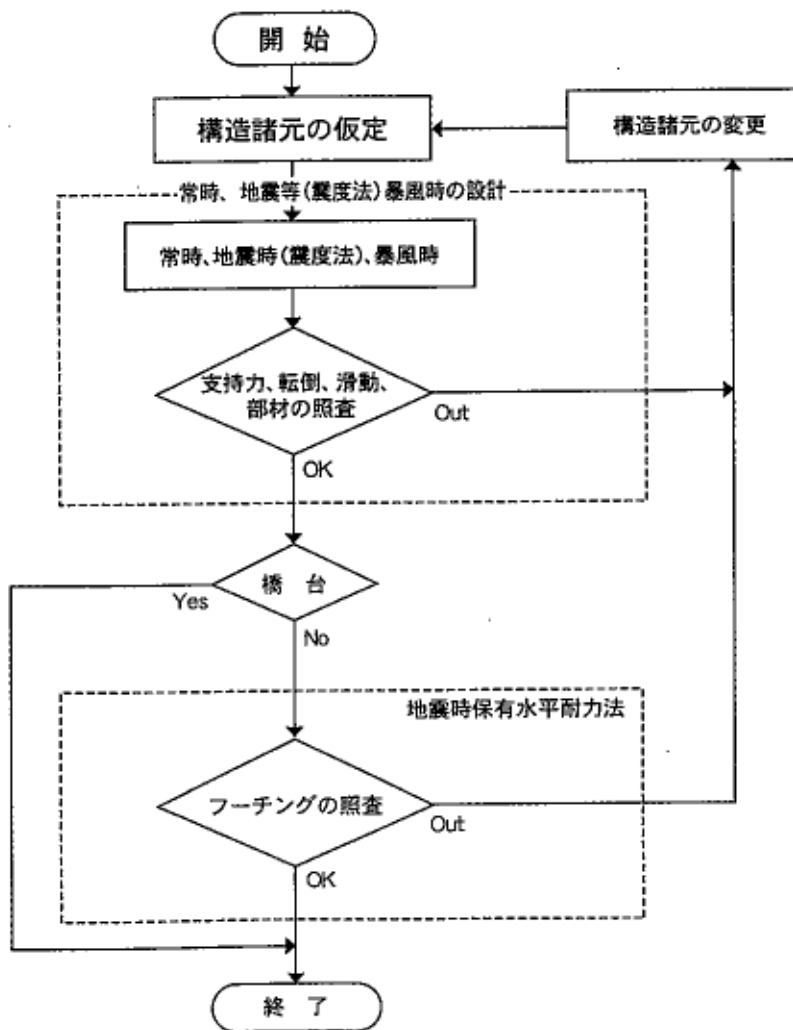 開 始
構造諸元の仮定
構造諸元の変更
常時、地震等(震度法)暴風時の設計
常時、地震時(震度法)、暴風時
支持力、転倒、滑動、
部材の照査
Out
OK
橋 台
Yes
No
地震時保有水平耐力法
フーチングの照査
Out
OK
終 了